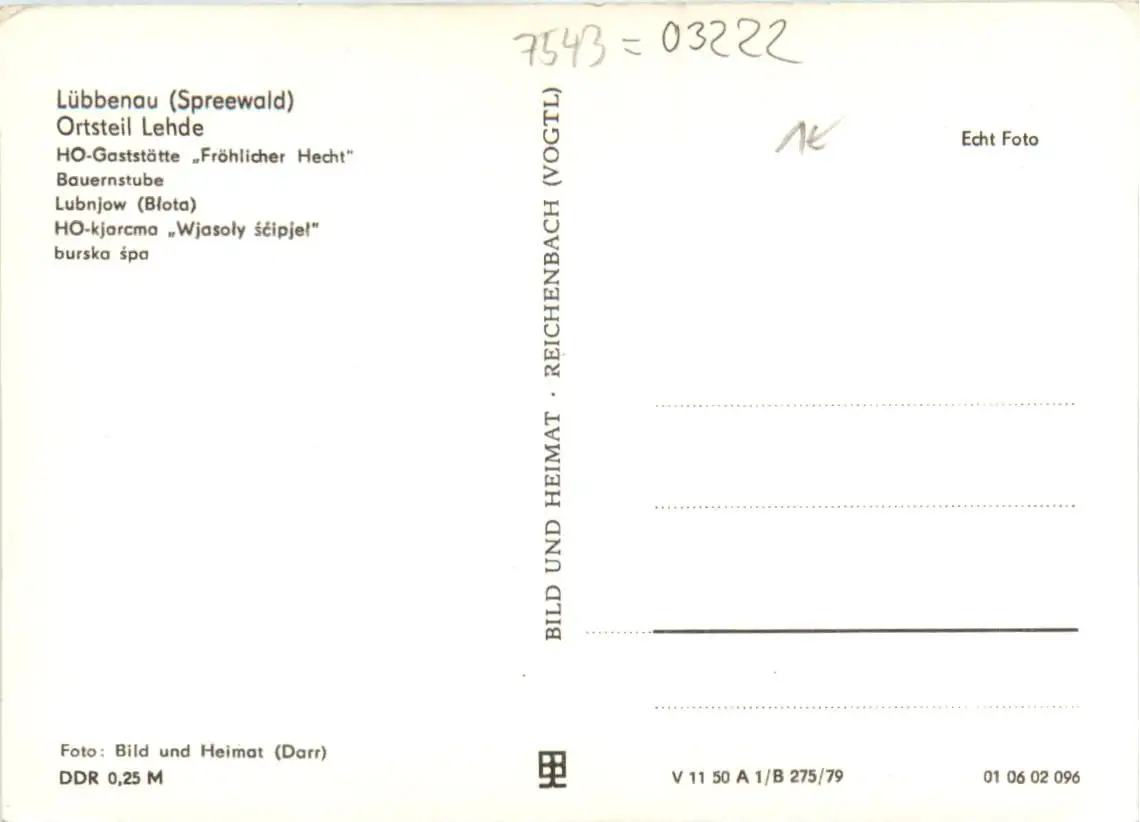 7543 = 03222
Lübbenau (Spreewald)
Ortsteil Lehde
HO-Gaststätte „Fröhlicher Hecht"
Bauernstube
Lubnjow (Błota)
HO-kjarcma „Wjasoły šćipjeł"
burska śpa
BILD UND HEIMAT · REICHENBACH (VOGTL)
1€
Echt Foto
Foto: Bild und Heimat (Darr)
DDR 0,25 M
V 11 50 A 1/B 275/79
01 06 02 096